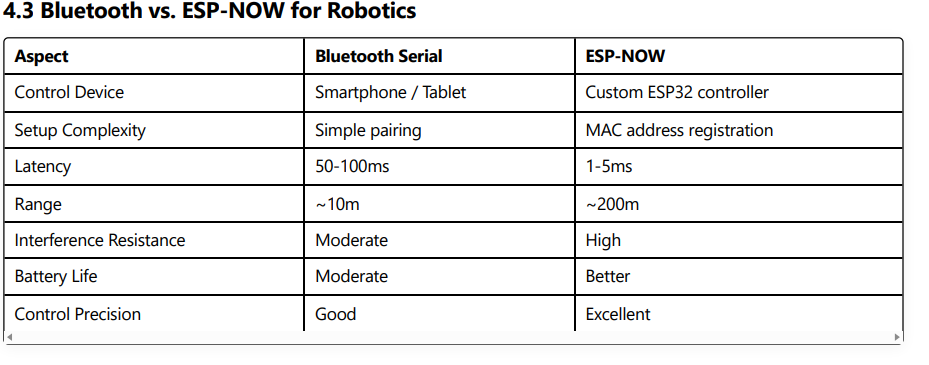 4.3 Bluetooth vs. ESP-NOW for Robotics
Aspect Bluetooth Serial ESP-NOW
Control Device Smartphone / Tablet Custom ESP32 controller
Setup Complexity Simple pairing MAC address registration
Latency 50-100ms 1-5ms
Range ~10m ~200m
Interference Resistance Moderate High
Battery Life Moderate Better
Control Precision Good Excellent